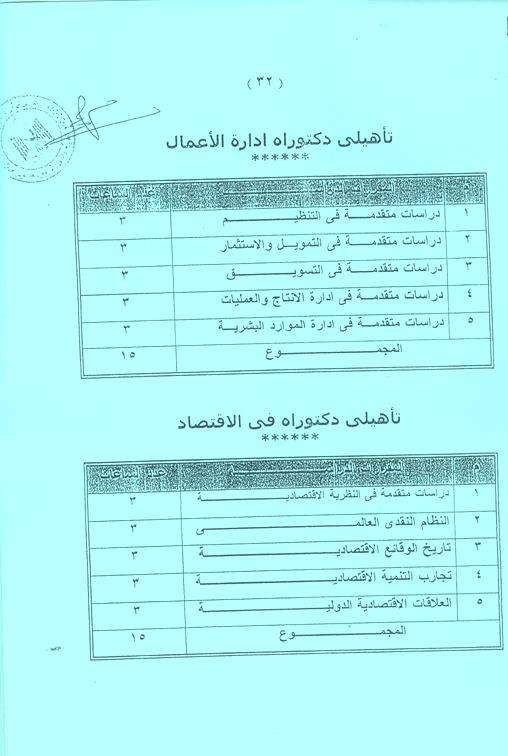 ( ٣٢ )
تأهيلى دكتوراه ادارة الأعمال
******
م المقررات الدراسية عدد الساعات
١ دراسات متقدمة فى التنظيم ٣
٢ دراسات متقدمة فى التمويل والاستثمار ٣
٣ دراسات متقدمة فى التسويق ٣
٤ دراسات متقدمة فى ادارة الانتاج والعمليات ٣
٥ دراسات متقدمة فى ادارة الموارد البشرية ٣
المجموع ١٥
تأهيلى دكتوراه فى الاقتصاد
******
م المقررات الدراسية عدد الساعات
١ دراسات متقدمة فى النظرية الاقتصادية ٣
٢ النظام النقدى العالمى ٣
٣ تاريخ الوقائع الاقتصادية ٣
٤ تجارب التنمية الاقتصادية ٣
٥ العلاقات الاقتصادية الدولية ٣
المجموع ١٥